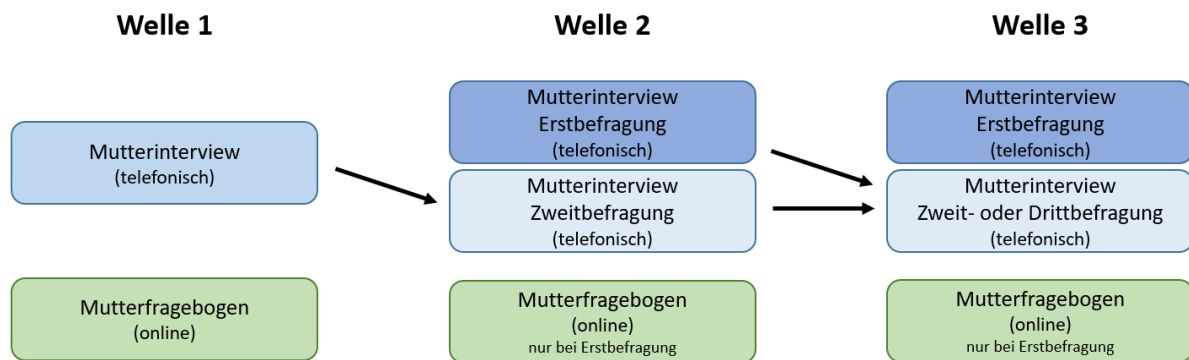 Welle 1
Mutterinterview
(telefonisch)
Mutterfragebogen
(online)
Welle 2
Mutterinterview
Erstbefragung
(telefonisch)
Mutterinterview
Zweitbefragung
(telefonisch)
Mutterfragebogen
(online)
nur bei Erstbefragung
Welle 3
Mutterinterview
Erstbefragung
(telefonisch)
Mutterinterview
Zweit- oder Drittbefragung
(telefonisch)
Mutterfragebogen
(online)
nur bei Erstbefragung